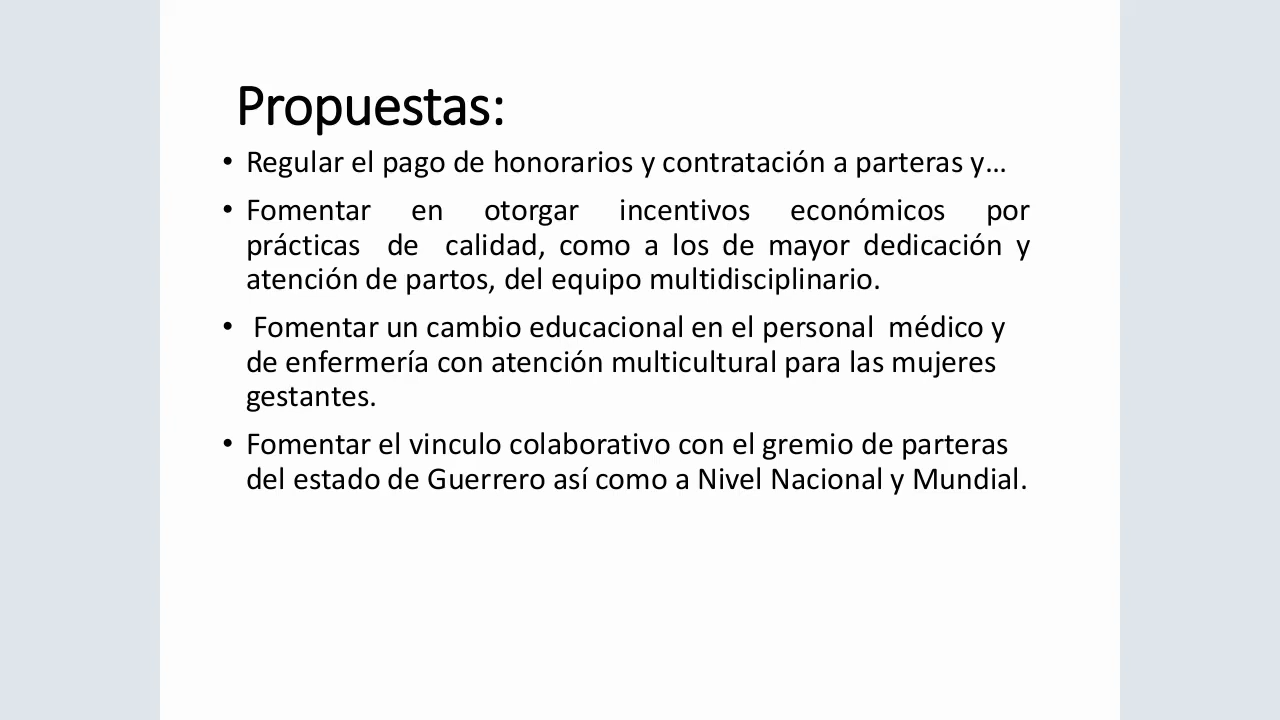 Propuestas:
• Regular el pago de honorarios y contratación a parteras y…
• Fomentar en otorgar incentivos económicos por
prácticas de calidad, como a los de mayor dedicación y
atención de partos, del equipo multidisciplinario.
• Fomentar un cambio educacional en el personal médico y
de enfermería con atención multicultural para las mujeres
gestantes.
• Fomentar el vinculo colaborativo con el gremio de parteras
del estado de Guerrero así como a Nivel Nacional y Mundial.